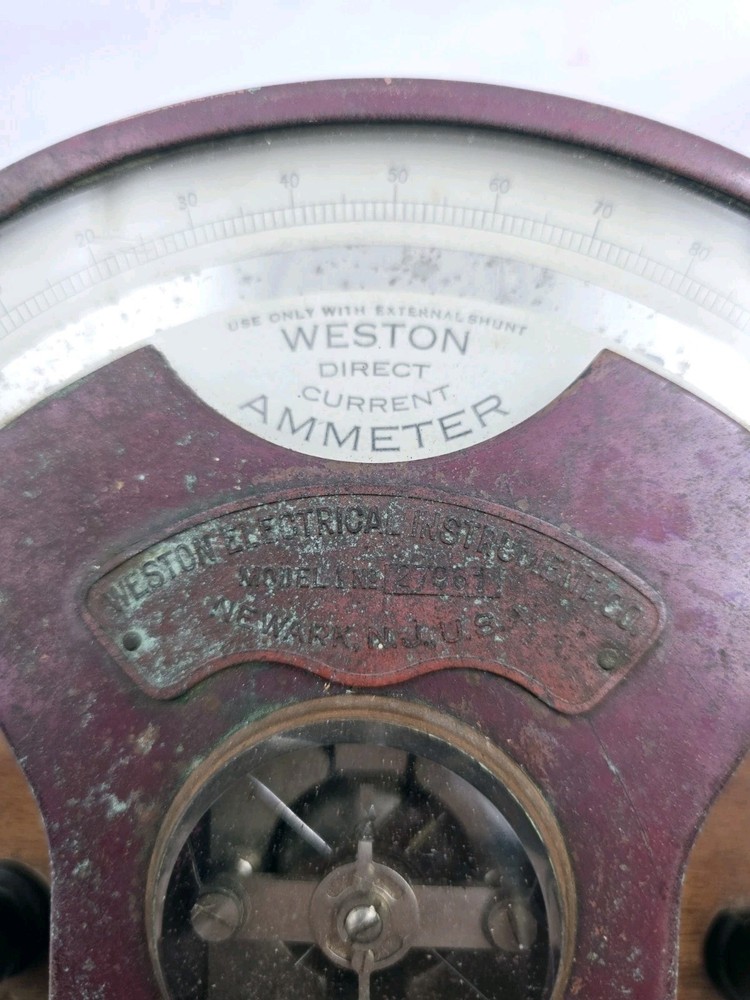 20 30 40 50 60 70 80
USE ONLY WITH EXTERNAL SHUNT
WESTON
DIRECT
CURRENT
AMMETER
WESTON ELECTRICAL INSTRUMENT CO.
MODEL 1 No.
NEWARK, N.J., U.S.A.